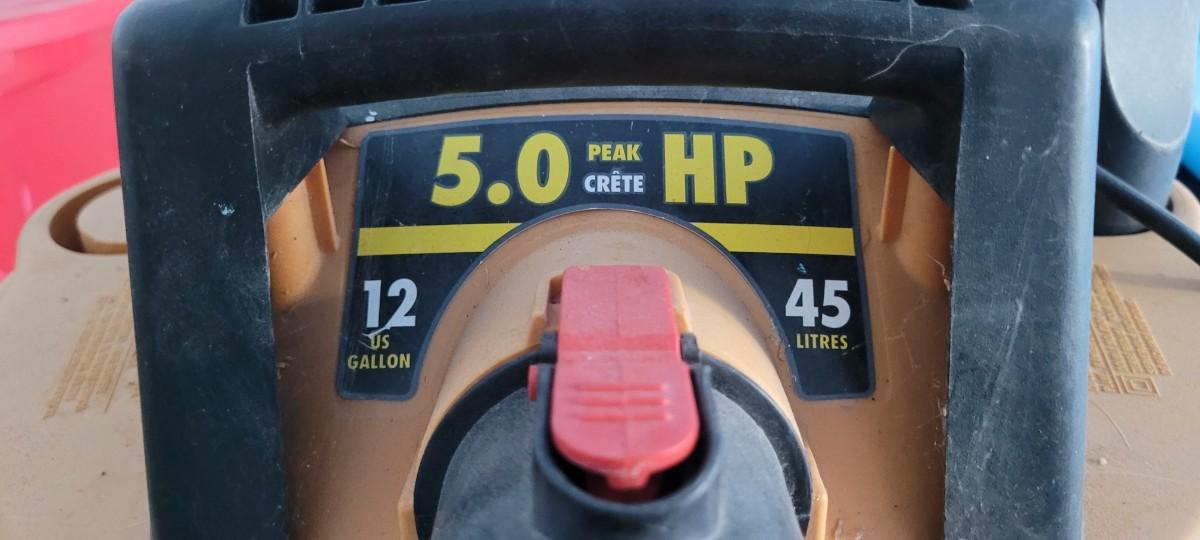 5.0 PEAK HP
CRÊTE
12
US
GALLON
45
LITRES